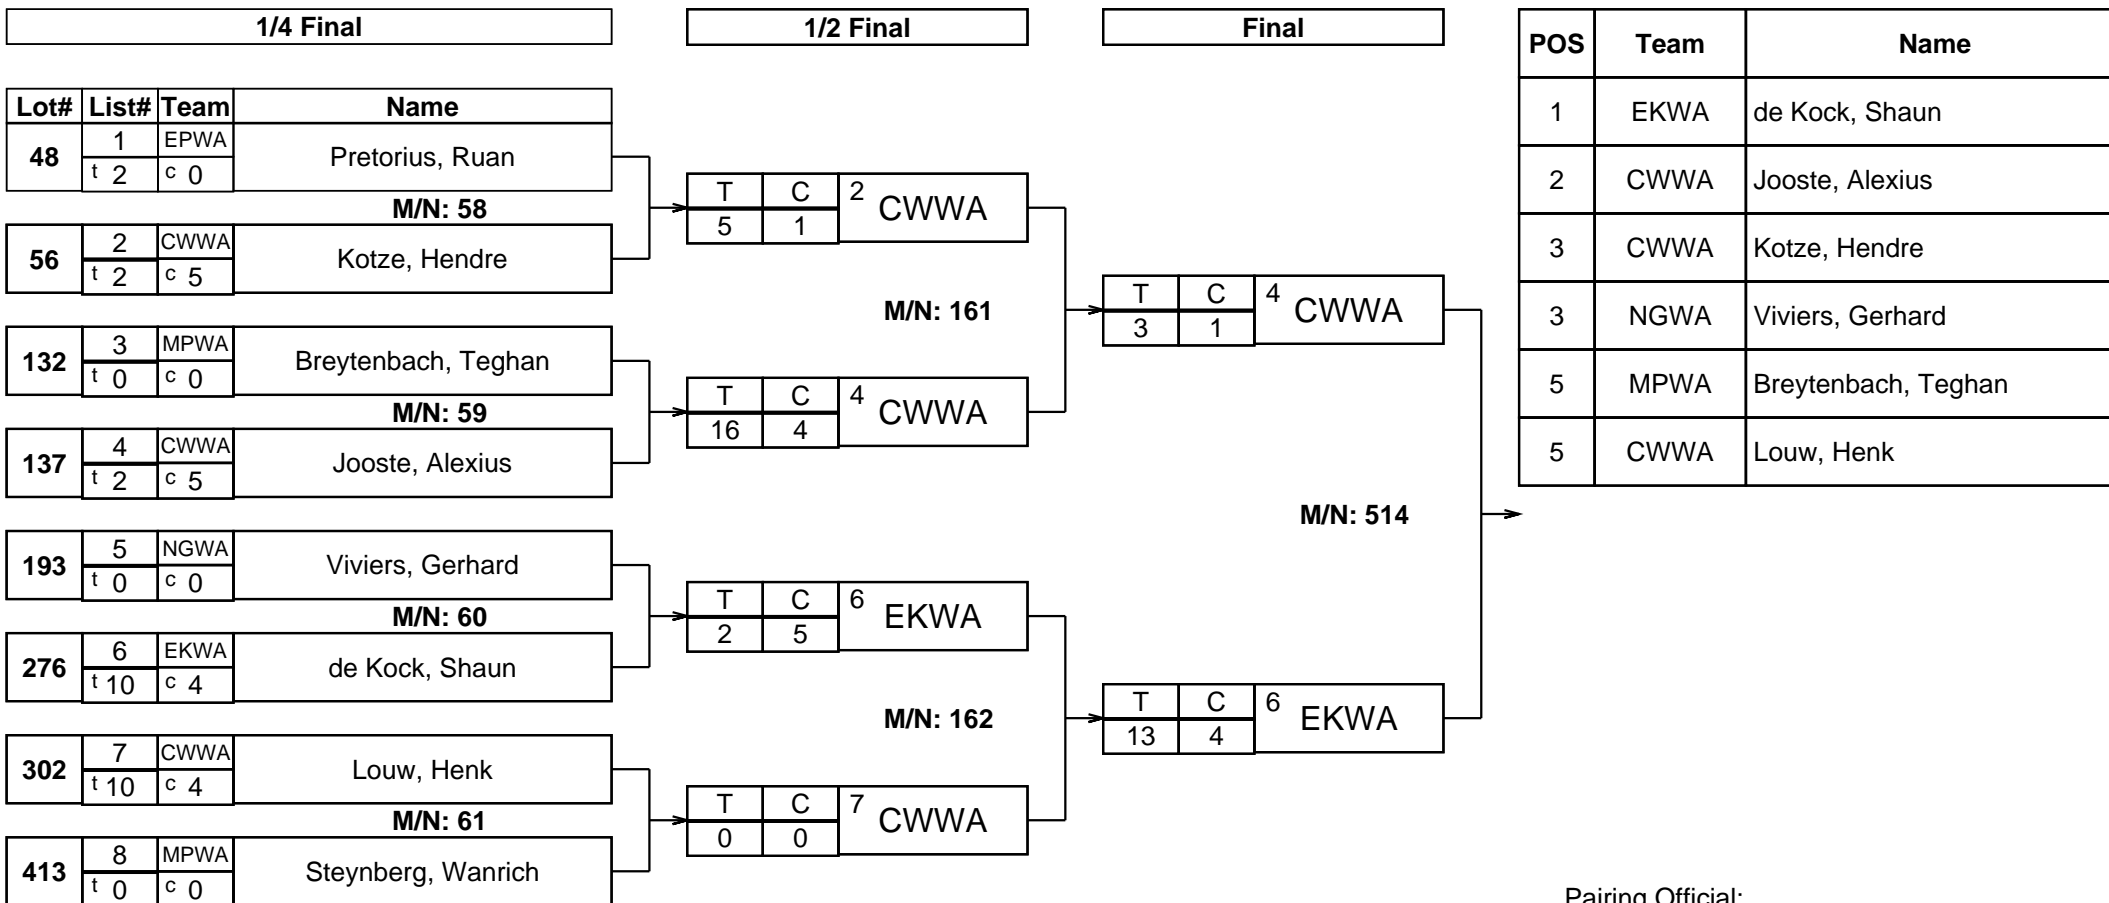 1/4 Final
1/2 Final
Final
Lot# List# Team Name
48 1 EPWA Pretorius, Ruan
t 2 c 0
M/N: 58
56 2 CWWA Kotze, Hendre
t 2 c 5
132 3 MPWA Breytenbach, Teghan
t 0 c 0
M/N: 59
137 4 CWWA Jooste, Alexius
t 2 c 5
193 5 NGWA Viviers, Gerhard
t 0 c 0
M/N: 60
276 6 EKWA de Kock, Shaun
t 10 c 4
302 7 CWWA Louw, Henk
t 10 c 4
M/N: 61
413 8 MPWA Steynberg, Wanrich
t 0 c 0
T C 2 CWWA
5 1
M/N: 161
T C 4 CWWA
16 4
T C 6 EKWA
2 5
M/N: 162
T C 7 CWWA
0 0
T C 4 CWWA
3 1
M/N: 514
T C 6 EKWA
13 4
POS Team Name
1 EKWA de Kock, Shaun
2 CWWA Jooste, Alexius
3 CWWA Kotze, Hendre
3 NGWA Viviers, Gerhard
5 MPWA Breytenbach, Teghan
5 CWWA Louw, Henk
Pairing Official: